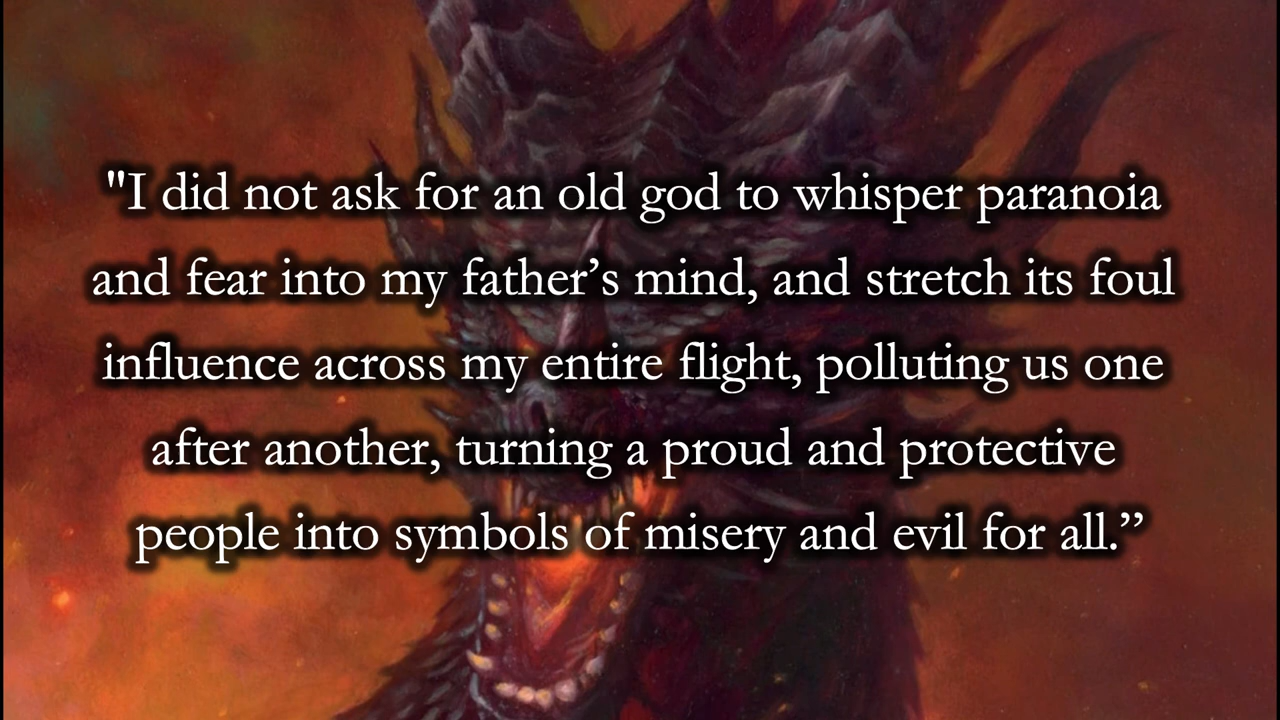 "I did not ask for an old god to whisper paranoia
and fear into my father’s mind, and stretch its foul
influence across my entire flight, polluting us one
after another, turning a proud and protective
people into symbols of misery and evil for all.”